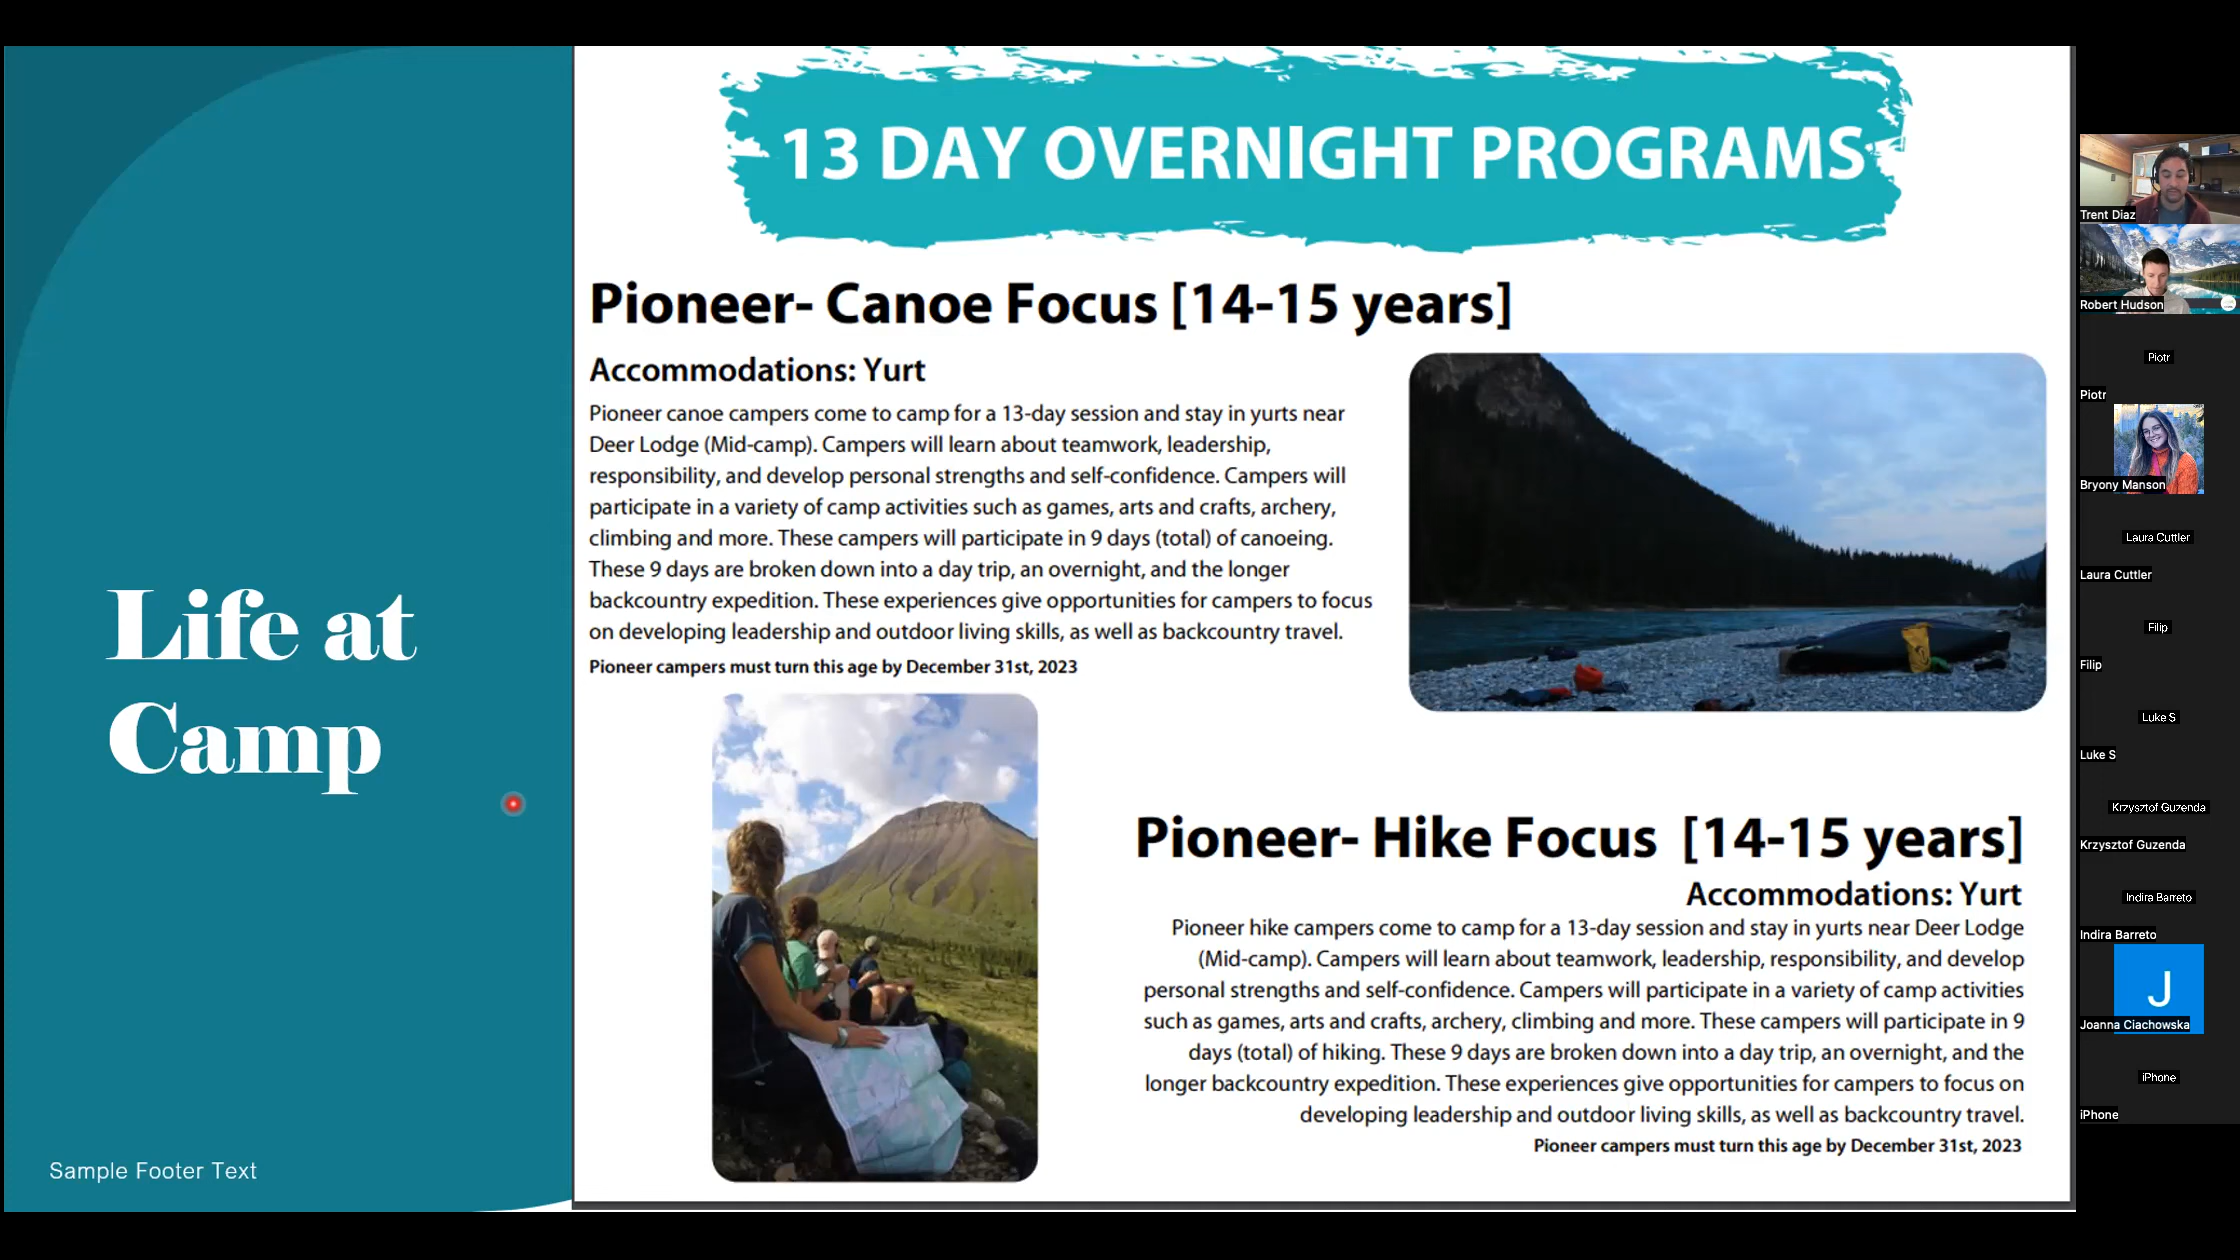 Life at
Camp
Sample Footer Text
13 DAY OVERNIGHT PROGRAMS
Pioneer- Canoe Focus [14-15 years]
Accommodations: Yurt
Pioneer canoe campers come to camp for a 13-day session and stay in yurts near
Deer Lodge (Mid-camp). Campers will learn about teamwork, leadership,
responsibility, and develop personal strengths and self-confidence. Campers will
participate in a variety of camp activities such as games, arts and crafts, archery,
climbing and more. These campers will participate in 9 days (total) of canoeing.
These 9 days are broken down into a day trip, an overnight, and the longer
backcountry expedition. These experiences give opportunities for campers to focus
on developing leadership and outdoor living skills, as well as backcountry travel.
Pioneer campers must turn this age by December 31st, 2023
Pioneer- Hike Focus [14-15 years]
Accommodations: Yurt
Pioneer hike campers come to camp for a 13-day session and stay in yurts near Deer Lodge
(Mid-camp). Campers will learn about teamwork, leadership, responsibility, and develop
personal strengths and self-confidence. Campers will participate in a variety of camp activities
such as games, arts and crafts, archery, climbing and more. These campers will participate in 9
days (total) of hiking. These 9 days are broken down into a day trip, an overnight, and the
longer backcountry expedition. These experiences give opportunities for campers to focus on
developing leadership and outdoor living skills, as well as backcountry travel.
Pioneer campers must turn this age by December 31st, 2023
Trent Diaz
Robert Hudson
Piotr
Piotr
Bryony Manson
Laura Cuttler
Laura Cuttler
Filip
Filip
Luke S
Luke S
Krzysztof Guzenda
Krzysztof Guzenda
Indira Barreto
Indira Barreto
J
Joanna Ciachowska
iPhone
iPhone